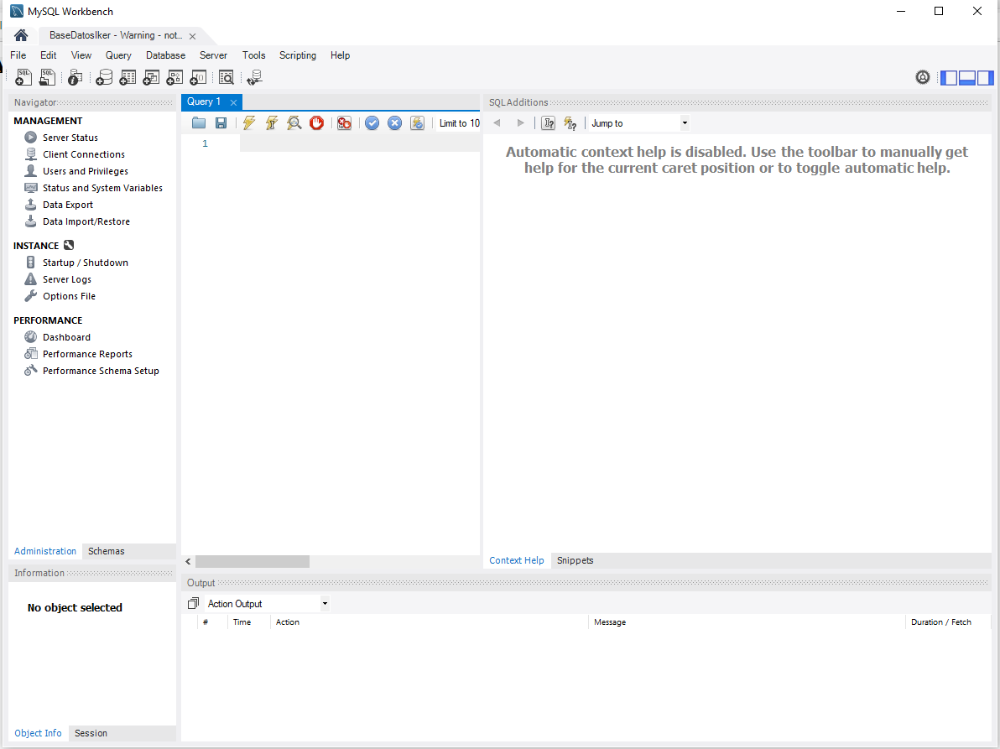 MySQL Workbench
BaseDatosIker - Warning - not...
File Edit View Query Database Server Tools Scripting Help
Navigator
MANAGEMENT
Server Status
Client Connections
Users and Privileges
Status and System Variables
Data Export
Data Import/Restore
INSTANCE
Startup / Shutdown
Server Logs
Options File
PERFORMANCE
Dashboard
Performance Reports
Performance Schema Setup
Administration Schemas
Information
No object selected
Object Info Session
Query 1
Limit to 10
1
SQLAdditions
Jump to
Automatic context help is disabled. Use the toolbar to manually get
help for the current caret position or to toggle automatic help.
Context Help Snippets
Output
Action Output
# Time Action Message Duration / Fetch